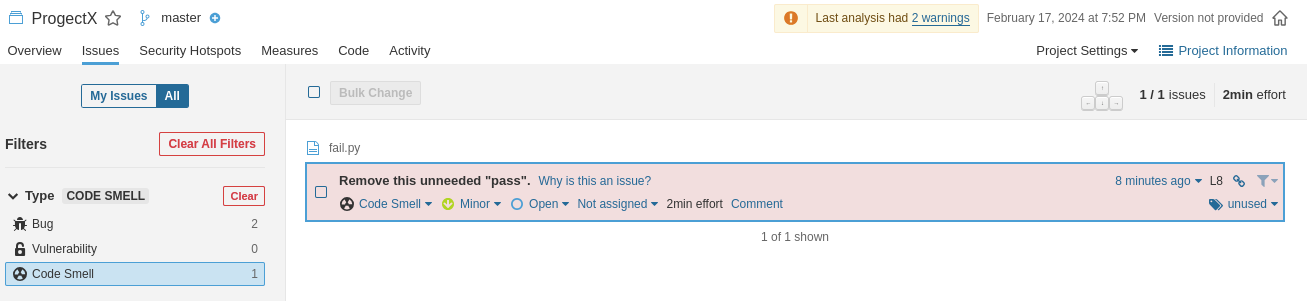 ProgectX master Last analysis had 2 warnings February 17, 2024 at 7:52 PM Version not provided
Overview Issues Security Hotspots Measures Code Activity Project Settings Project Information
My Issues All Bulk Change 1 / 1 issues 2min effort
Filters Clear All Filters
fail.py
Remove this unneeded "pass". Why is this an issue? 8 minutes ago L8
Type CODE SMELL Clear
Code Smell Minor Open Not assigned 2min effort Comment unused
Bug 2
1 of 1 shown
Vulnerability 0
Code Smell 1